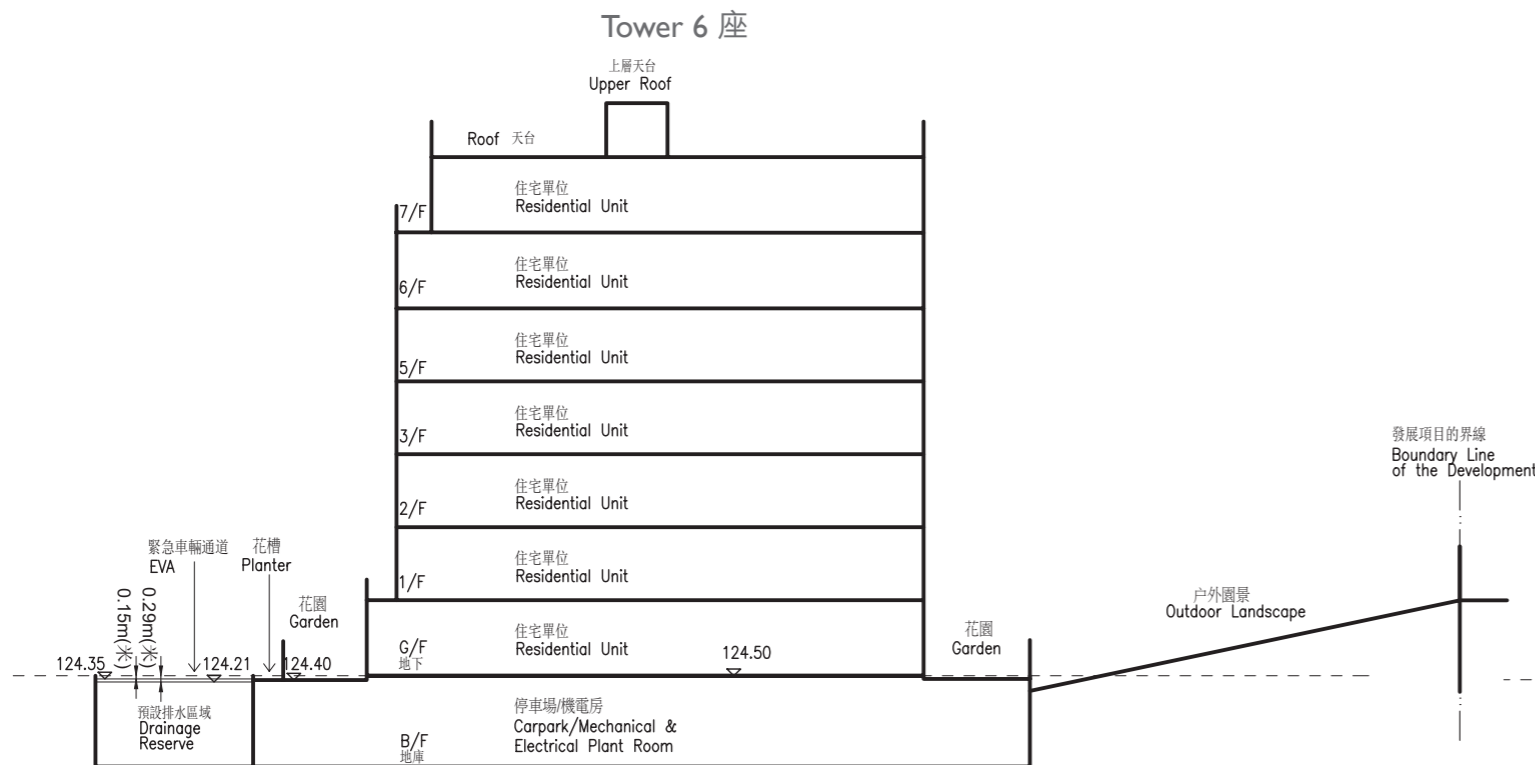 Tower 6 座
上層天台
Upper Roof
Roof 天台
7/F
住宅單位
Residential Unit
6/F
住宅單位
Residential Unit
5/F
住宅單位
Residential Unit
3/F
住宅單位
Residential Unit
2/F
住宅單位
Residential Unit
1/F
住宅單位
Residential Unit
G/F
地下
住宅單位
Residential Unit
124.50
B/F
地庫
停車場/機電房
Carpark/Mechanical &
Electrical Plant Room
緊急車輛通道
EVA
花槽
Planter
花園
Garden
0.15m(米)
0.29m(米)
124.35
124.21
124.40
預設排水區域
Drainage
Reserve
花園
Garden
户外園景
Outdoor Landscape
發展項目的界線
Boundary Line
of the Development